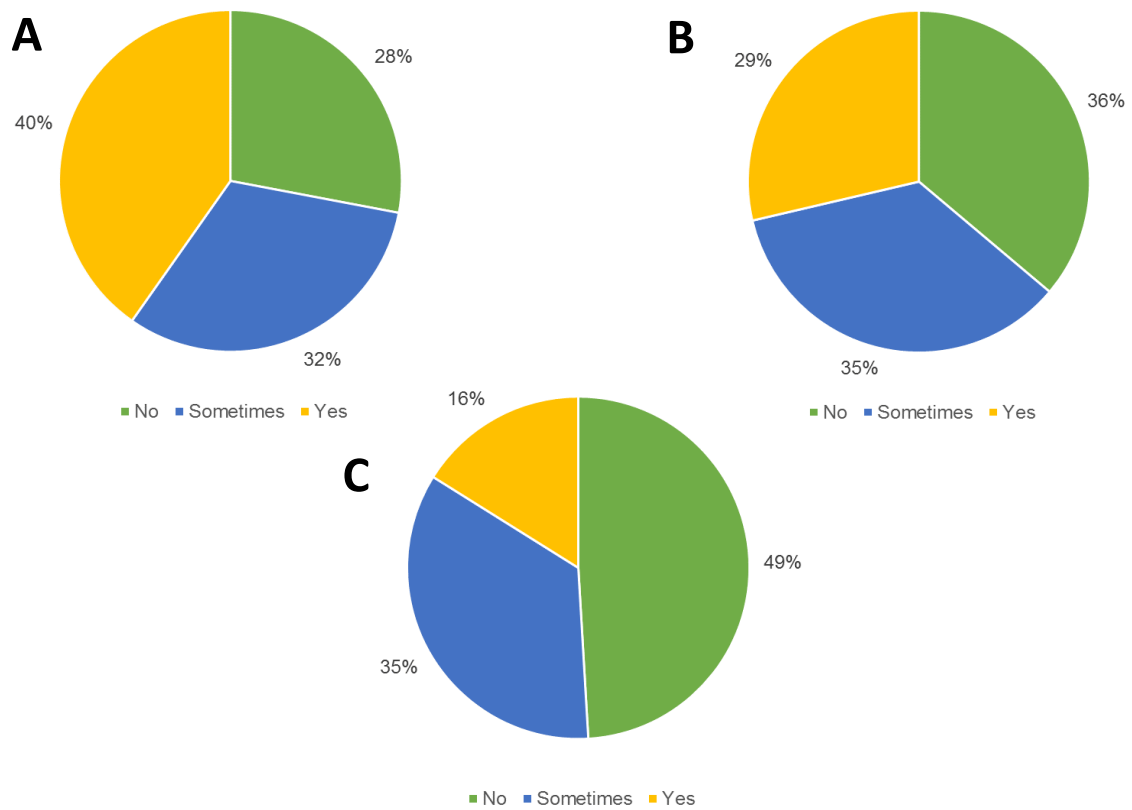 A
28%
40%
32%
No Sometimes Yes
B
29%
36%
35%
No Sometimes Yes
C
16%
49%
35%
No Sometimes Yes